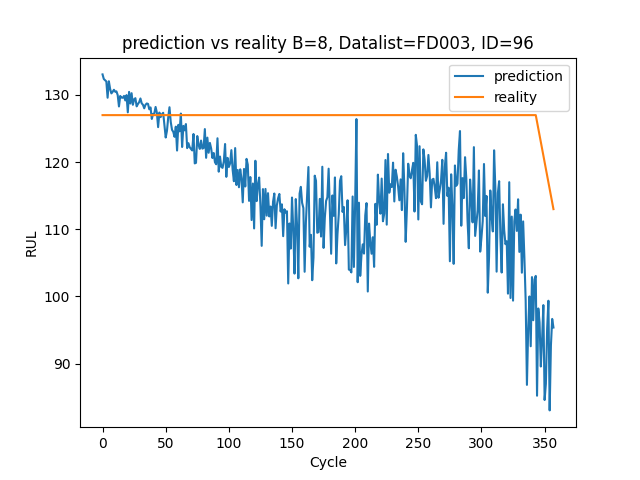 prediction vs reality B=8, Datalist=FD003, ID=96
prediction
reality
130
120
110
100
90
RUL
0 50 100 150 200 250 300 350
Cycle